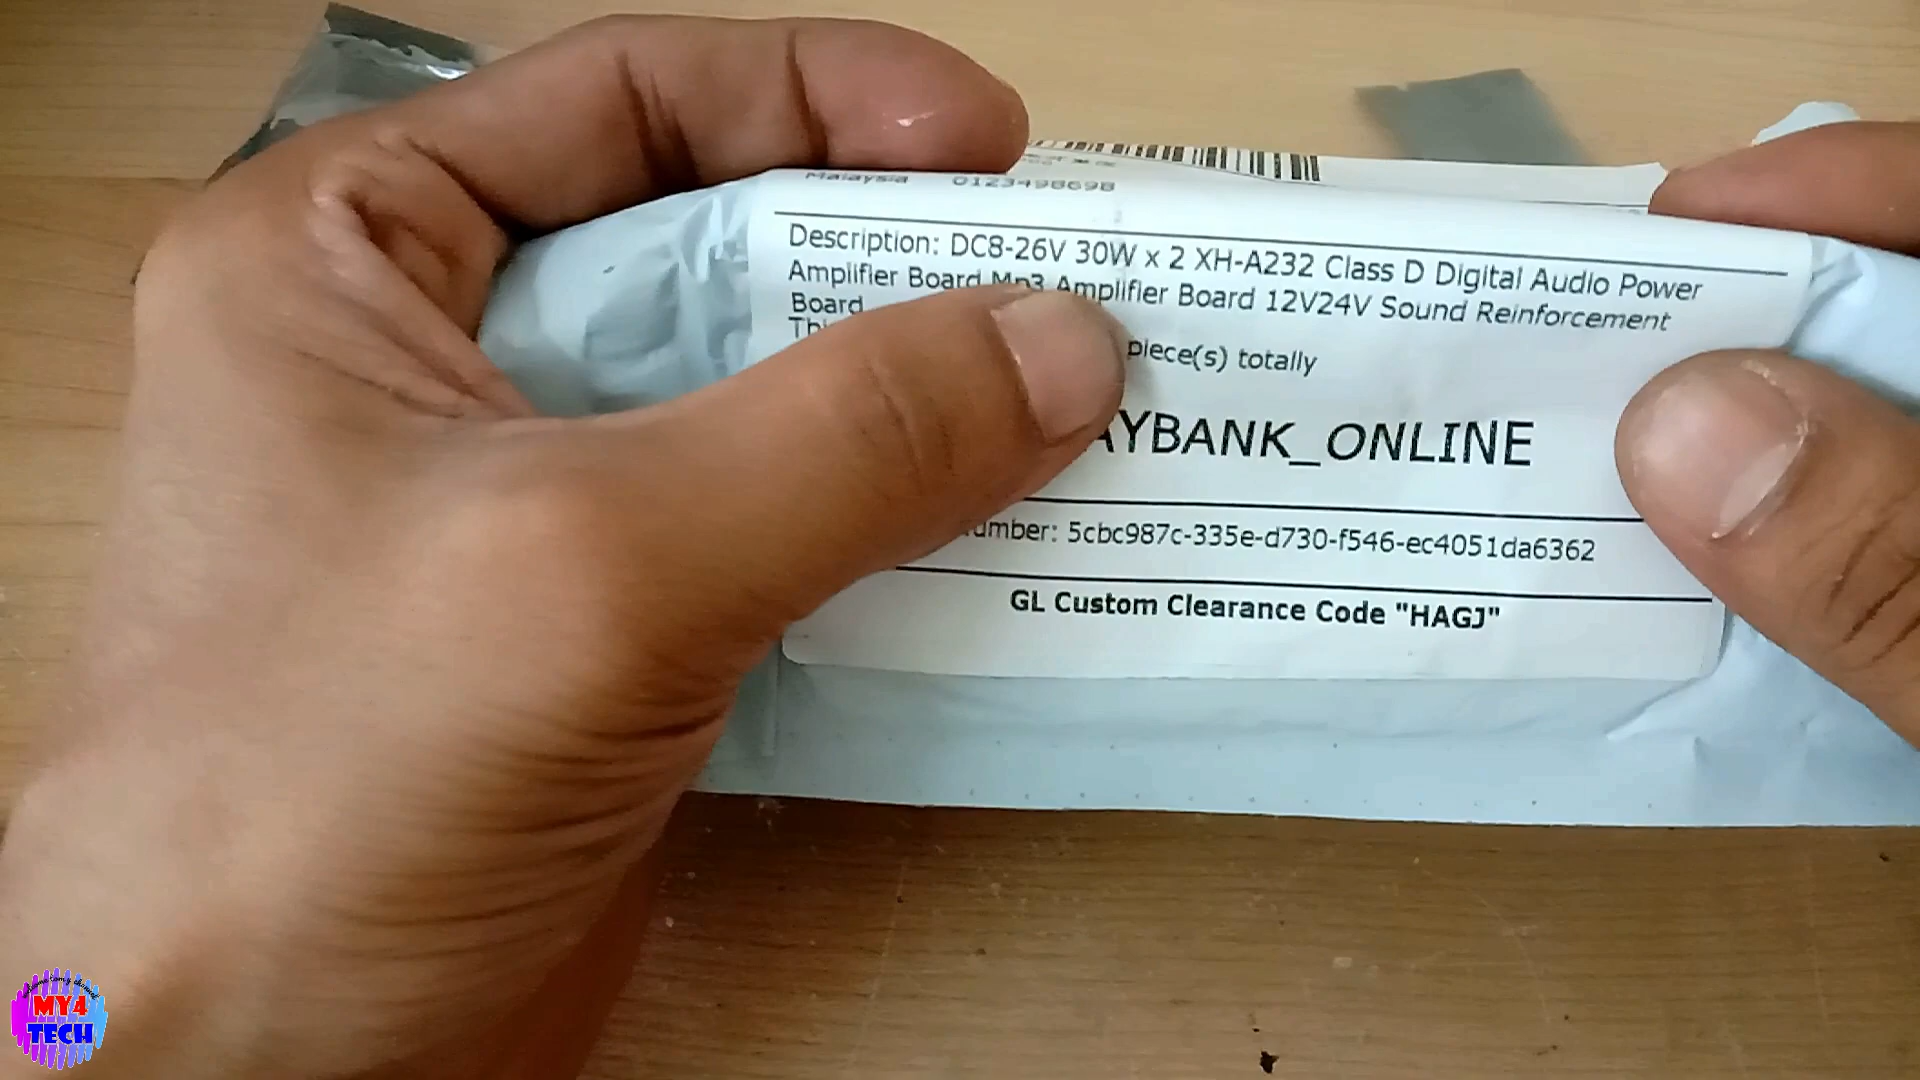 Malaysia 0123498698
Description: DC8-26V 30W x 2 XH-A232 Class D Digital Audio Power
Amplifier Board Mp3 Amplifier Board 12V24V Sound Reinforcement
Board
piece(s) totally
AYBANK_ONLINE
umber: 5cbc987c-335e-d730-f546-ec4051da6362
GL Custom Clearance Code "HAGJ"
MY4
TECH